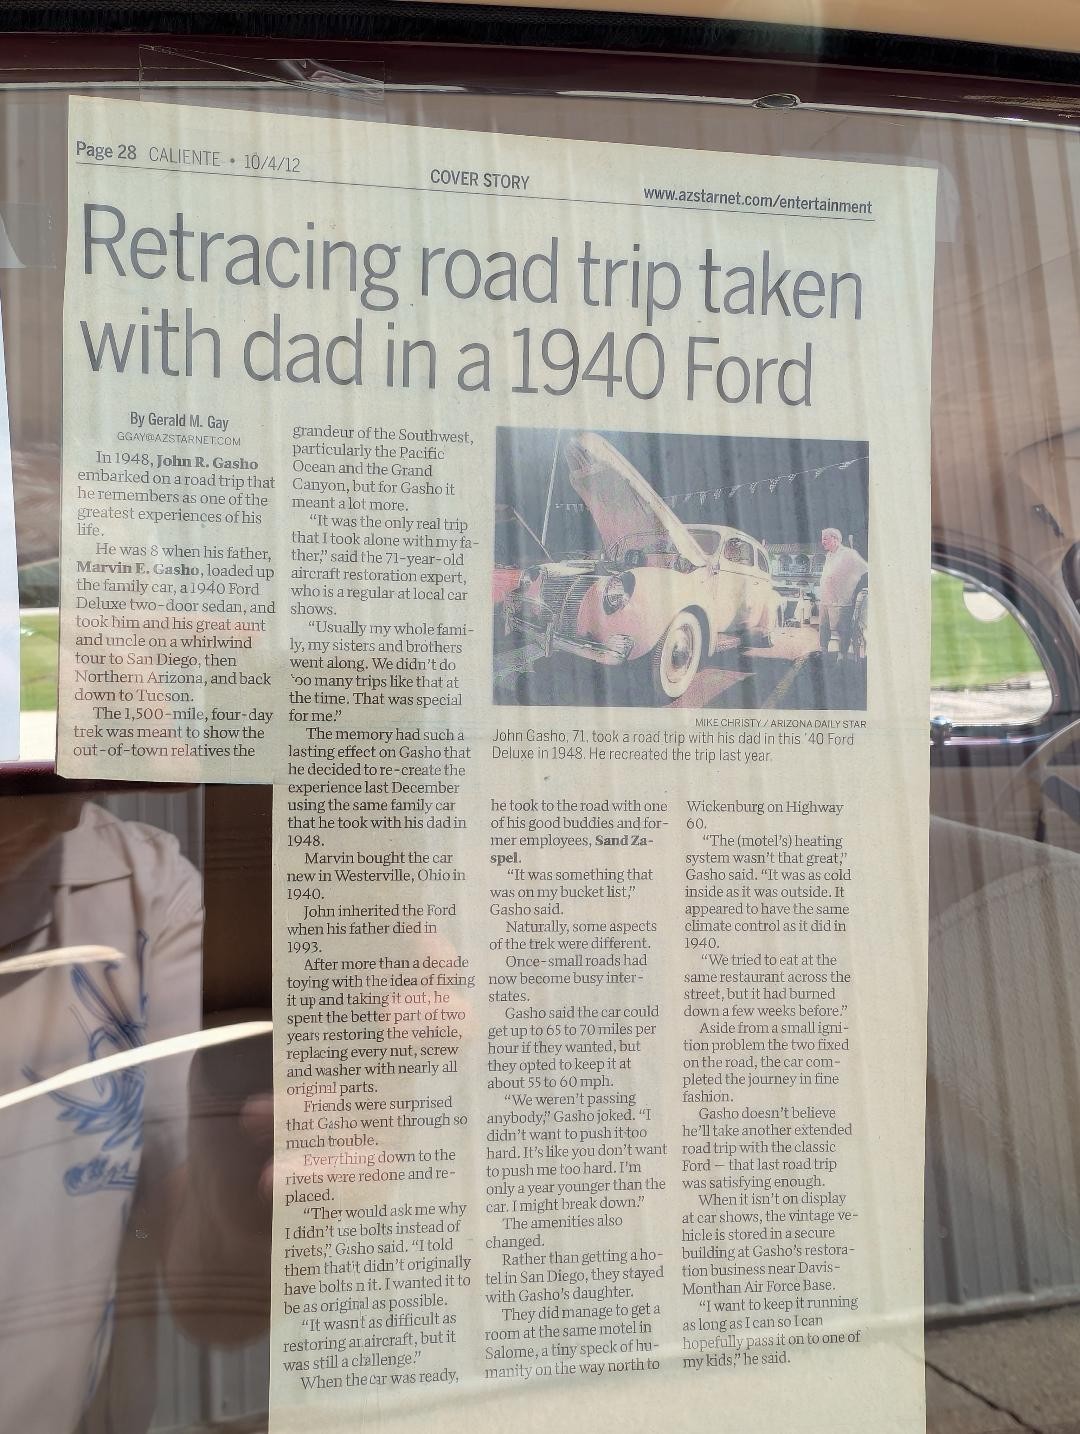 Page 28 CALIENTE • 10/4/12
COVER STORY
www.azstarnet.com/entertainment
Retracing road trip taken
with dad in a 1940 Ford
By Gerald M. Gay
GGAY@AZSTARNET.COM
In 1948, John R. Gasho
embarked on a road trip that
he remembers as one of the
greatest experiences of his
life.
He was 8 when his father,
Marvin E. Gasho, loaded up
the family car, a 1940 Ford
Deluxe two-door sedan, and
took him and his great aunt
and uncle on a whirlwind
tour to San Diego, then
Northern Arizona, and back
down to Tucson.
The 1,500-mile, four-day
trek was meant to show the
out-of-town relatives the
grandeur of the Southwest,
particularly the Pacific
Ocean and the Grand
Canyon, but for Gasho it
meant a lot more.
"It was the only real trip
that I took alone with my fa-
ther," said the 71-year-old
aircraft restoration expert,
who is a regular at local car
shows.
"Usually my whole fami-
ly, my sisters and brothers
went along. We didn't do
too many trips like that at
the time. That was special
for me."
The memory had such a
lasting effect on Gasho that
he decided to re-create the
experience last December
using the same family car
that he took with his dad in
1948.
Marvin bought the car
new in Westerville, Ohio in
1940.
John inherited the Ford
when his father died in
1993.
After more than a decade
toying with the idea of fixing
it up and taking it out, he
spent the better part of two
years restoring the vehicle,
replacing every nut, screw
and washer with nearly all
original parts.
Friends were surprised
that Gasho went through so
much trouble.
Everything down to the
rivets were redone and re-
placed.
"They would ask me why
I didn't use bolts instead of
rivets," Gasho said. "I told
them that it didn't originally
have bolts in it. I wanted it to
be as original as possible.
"It wasn't as difficult as
restoring an aircraft, but it
was still a challenge."
When the car was ready,
MIKE CHRISTY / ARIZONA DAILY STAR
John Gasho, 71, took a road trip with his dad in this '40 Ford
Deluxe in 1948. He recreated the trip last year.
he took to the road with one
of his good buddies and for-
mer employees, Sand Za-
spel.
"It was something that
was on my bucket list,"
Gasho said.
Naturally, some aspects
of the trek were different.
Once-small roads had
now become busy inter-
states.
Gasho said the car could
get up to 65 to 70 miles per
hour if they wanted, but
they opted to keep it at
about 55 to 60 mph.
"We weren't passing
anybody," Gasho joked. "I
didn't want to push it too
hard. It's like you don't want
to push me too hard. I'm
only a year younger than the
car. I might break down."
The amenities also
changed.
Rather than getting a ho-
tel in San Diego, they stayed
with Gasho's daughter.
They did manage to get a
room at the same motel in
Salome, a tiny speck of hu-
manity on the way north to
Wickenburg on Highway
60.
"The (motel's) heating
system wasn't that great,"
Gasho said. "It was as cold
inside as it was outside. It
appeared to have the same
climate control as it did in
1940.
"We tried to eat at the
same restaurant across the
street, but it had burned
down a few weeks before."
Aside from a small igni-
tion problem the two fixed
on the road, the car com-
pleted the journey in fine
fashion.
Gasho doesn't believe
he'll take another extended
road trip with the classic
Ford — that last road trip
was satisfying enough.
When it isn't on display
at car shows, the vintage ve-
hicle is stored in a secure
building at Gasho's restora-
tion business near Davis-
Monthan Air Force Base.
"I want to keep it running
as long as I can so I can
hopefully pass it on to one of
my kids," he said.